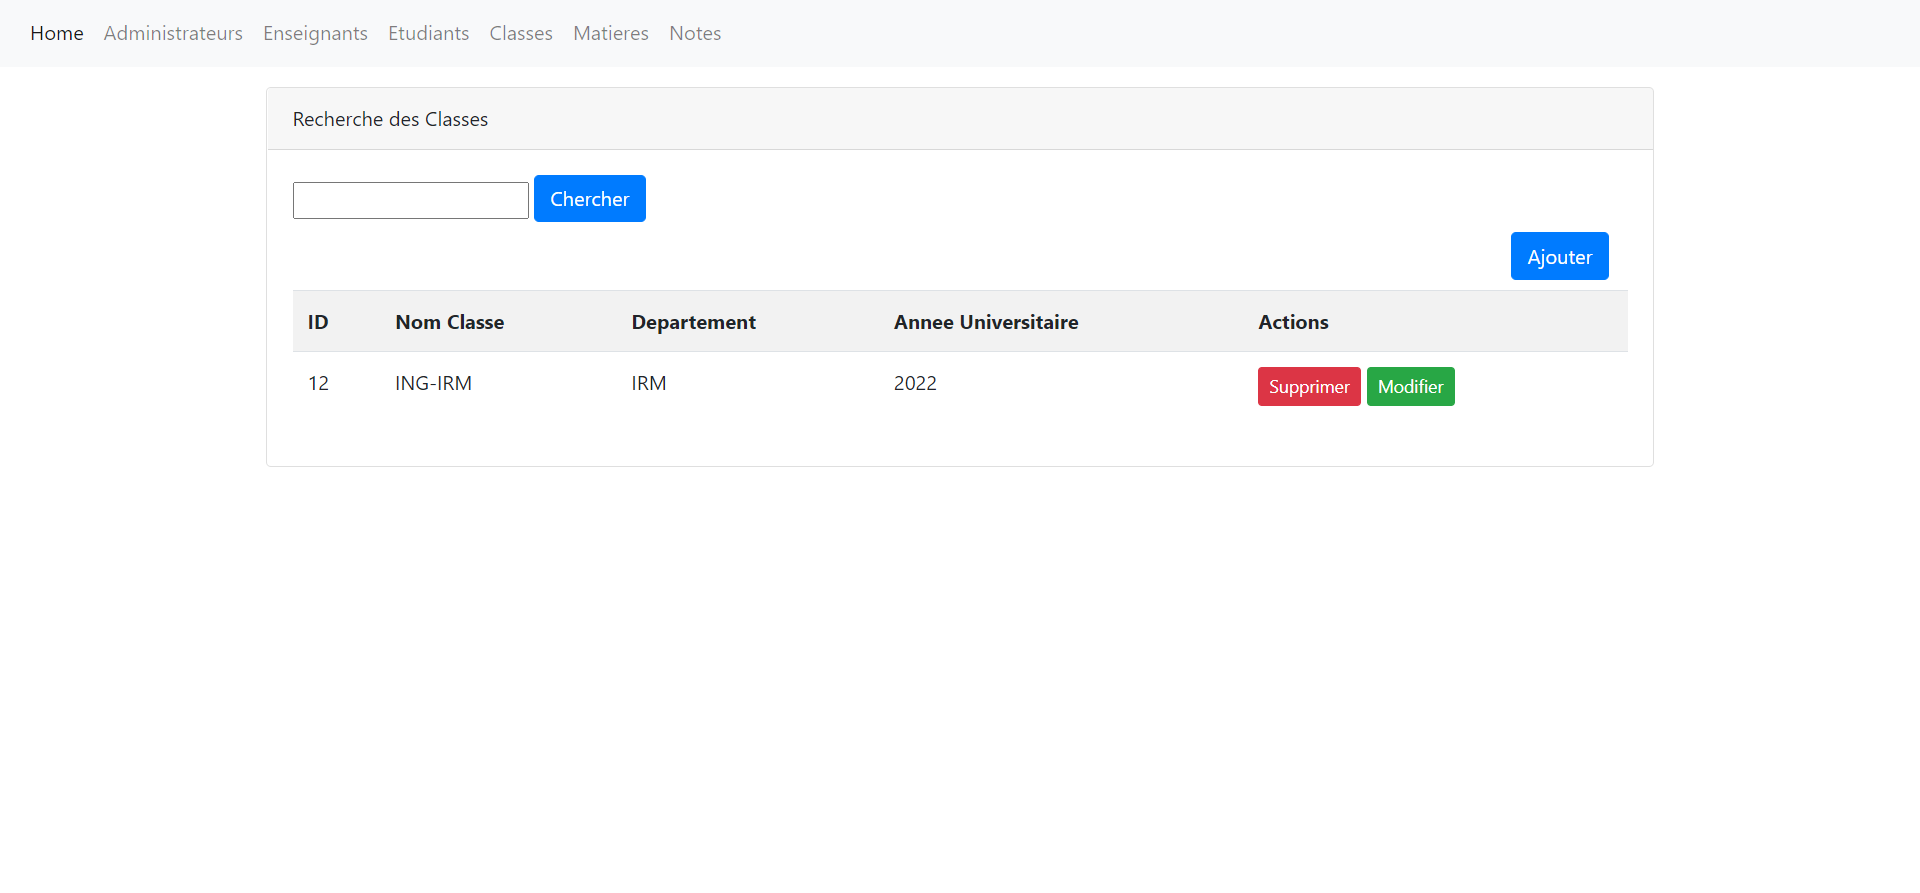 Home Administrateurs Enseignants Etudiants Classes Matieres Notes
Recherche des Classes
Chercher
Ajouter
ID Nom Classe Departement Annee Universitaire Actions
12 ING-IRM IRM 2022 Supprimer Modifier